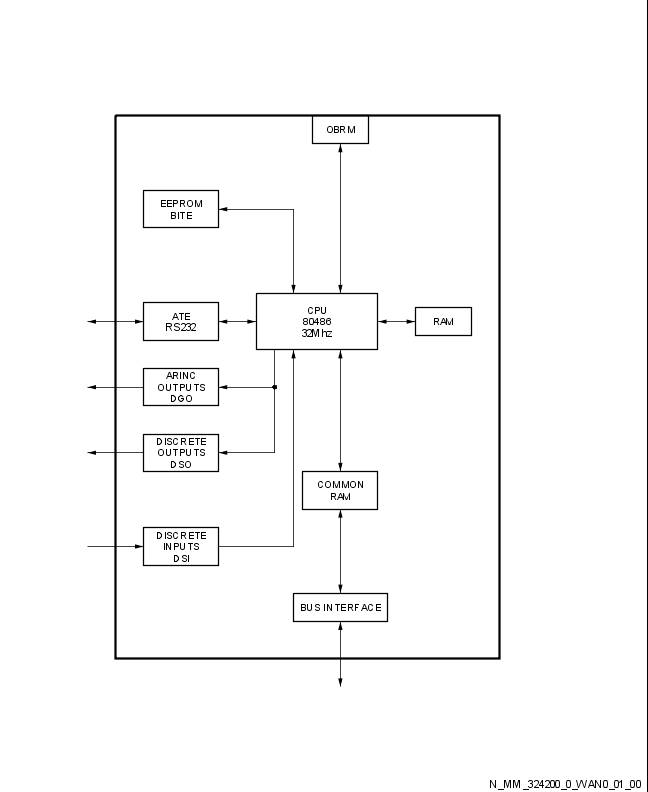 OBRM
EEPROM
BITE
ATE
RS232
CPU
80486
32Mhz
RAM
ARINC
OUTPUTS
DGO
DISCRETE
OUTPUTS
DSO
COMMON
RAM
DISCRETE
INPUTS
DSI
BUS INTERFACE
N_MM_324200_0_WAN0_01_00